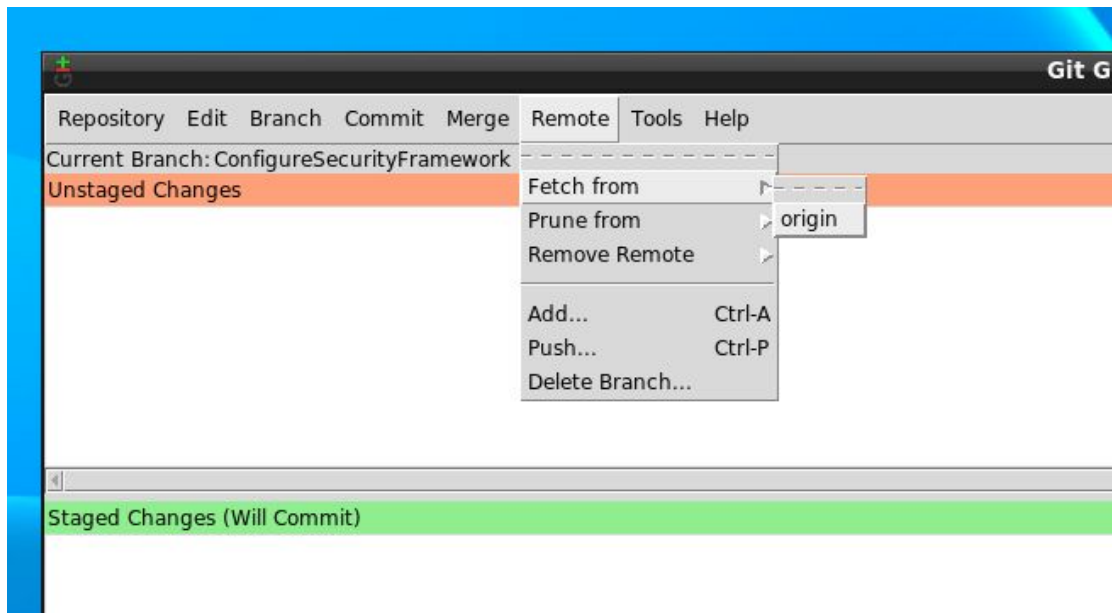 Git G
Repository Edit Branch Commit Merge Remote Tools Help
Current Branch: ConfigureSecurityFramework
Unstaged Changes
Fetch from
origin
Prune from
Remove Remote
Add... Ctrl-A
Push... Ctrl-P
Delete Branch...
Staged Changes (Will Commit)